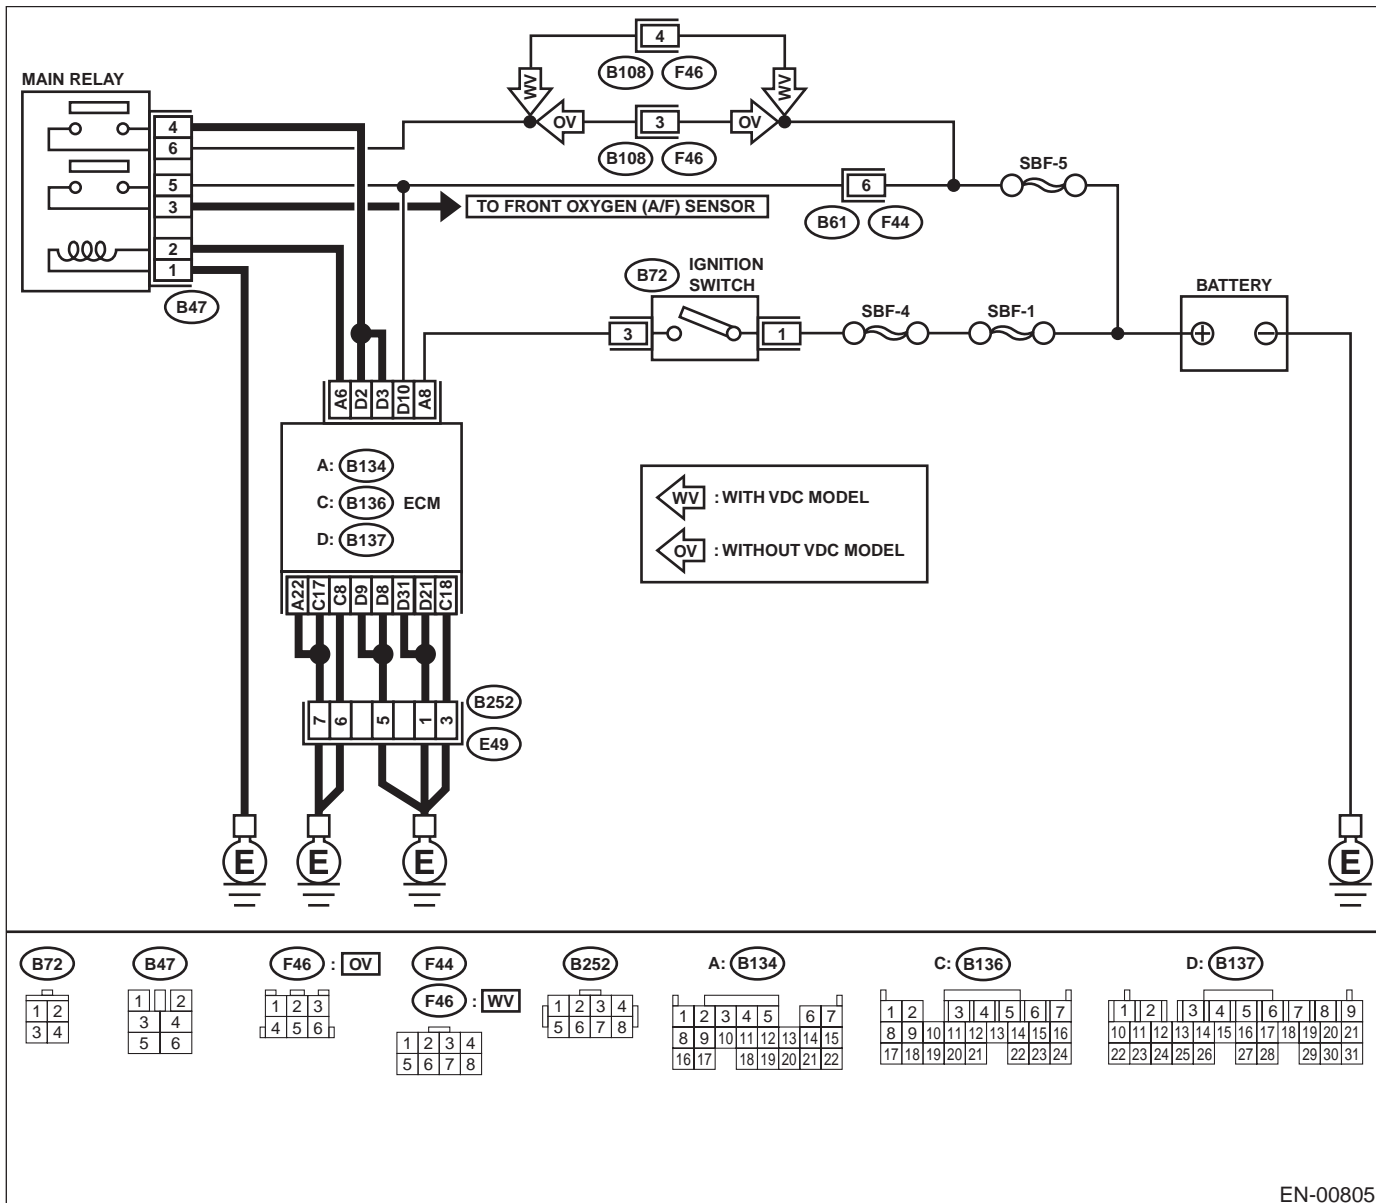 4
B108 F46
MAIN RELAY
WV WV
4
6
5
3
2
1
B47
OV 3 OV
B108 F46
SBF-5
6
B61 F44
TO FRONT OXYGEN (A/F) SENSOR
B72 IGNITION
SWITCH
3 1
SBF-4 SBF-1
BATTERY
+ −
A6 D2 D3 D10 A8
A: B134
C: B136 ECM
D: B137
WV : WITH VDC MODEL
OV : WITHOUT VDC MODEL
A22 C17 C8 D9 D8 D31 D21 C18
7 6 5 1 3
B252
E49
E E E E
B72
1 2
3 4
B47
1 2
3 4
5 6
F46 : OV
1 2 3
4 5 6
F44
F46 : WV
1 2 3 4
5 6 7 8
B252
1 2 3 4
5 6 7 8
A: B134
1 2 3 4 5 6 7
8 9 10 11 12 13 14 15
16 17 18 19 20 21 22
C: B136
1 2 3 4 5 6 7
8 9 10 11 12 13 14 15 16
17 18 19 20 21 22 23 24
D: B137
1 2 3 4 5 6 7 8 9
10 11 12 13 14 15 16 17 18 19 20 21
22 23 24 25 26 27 28 29 30 31
EN-00805